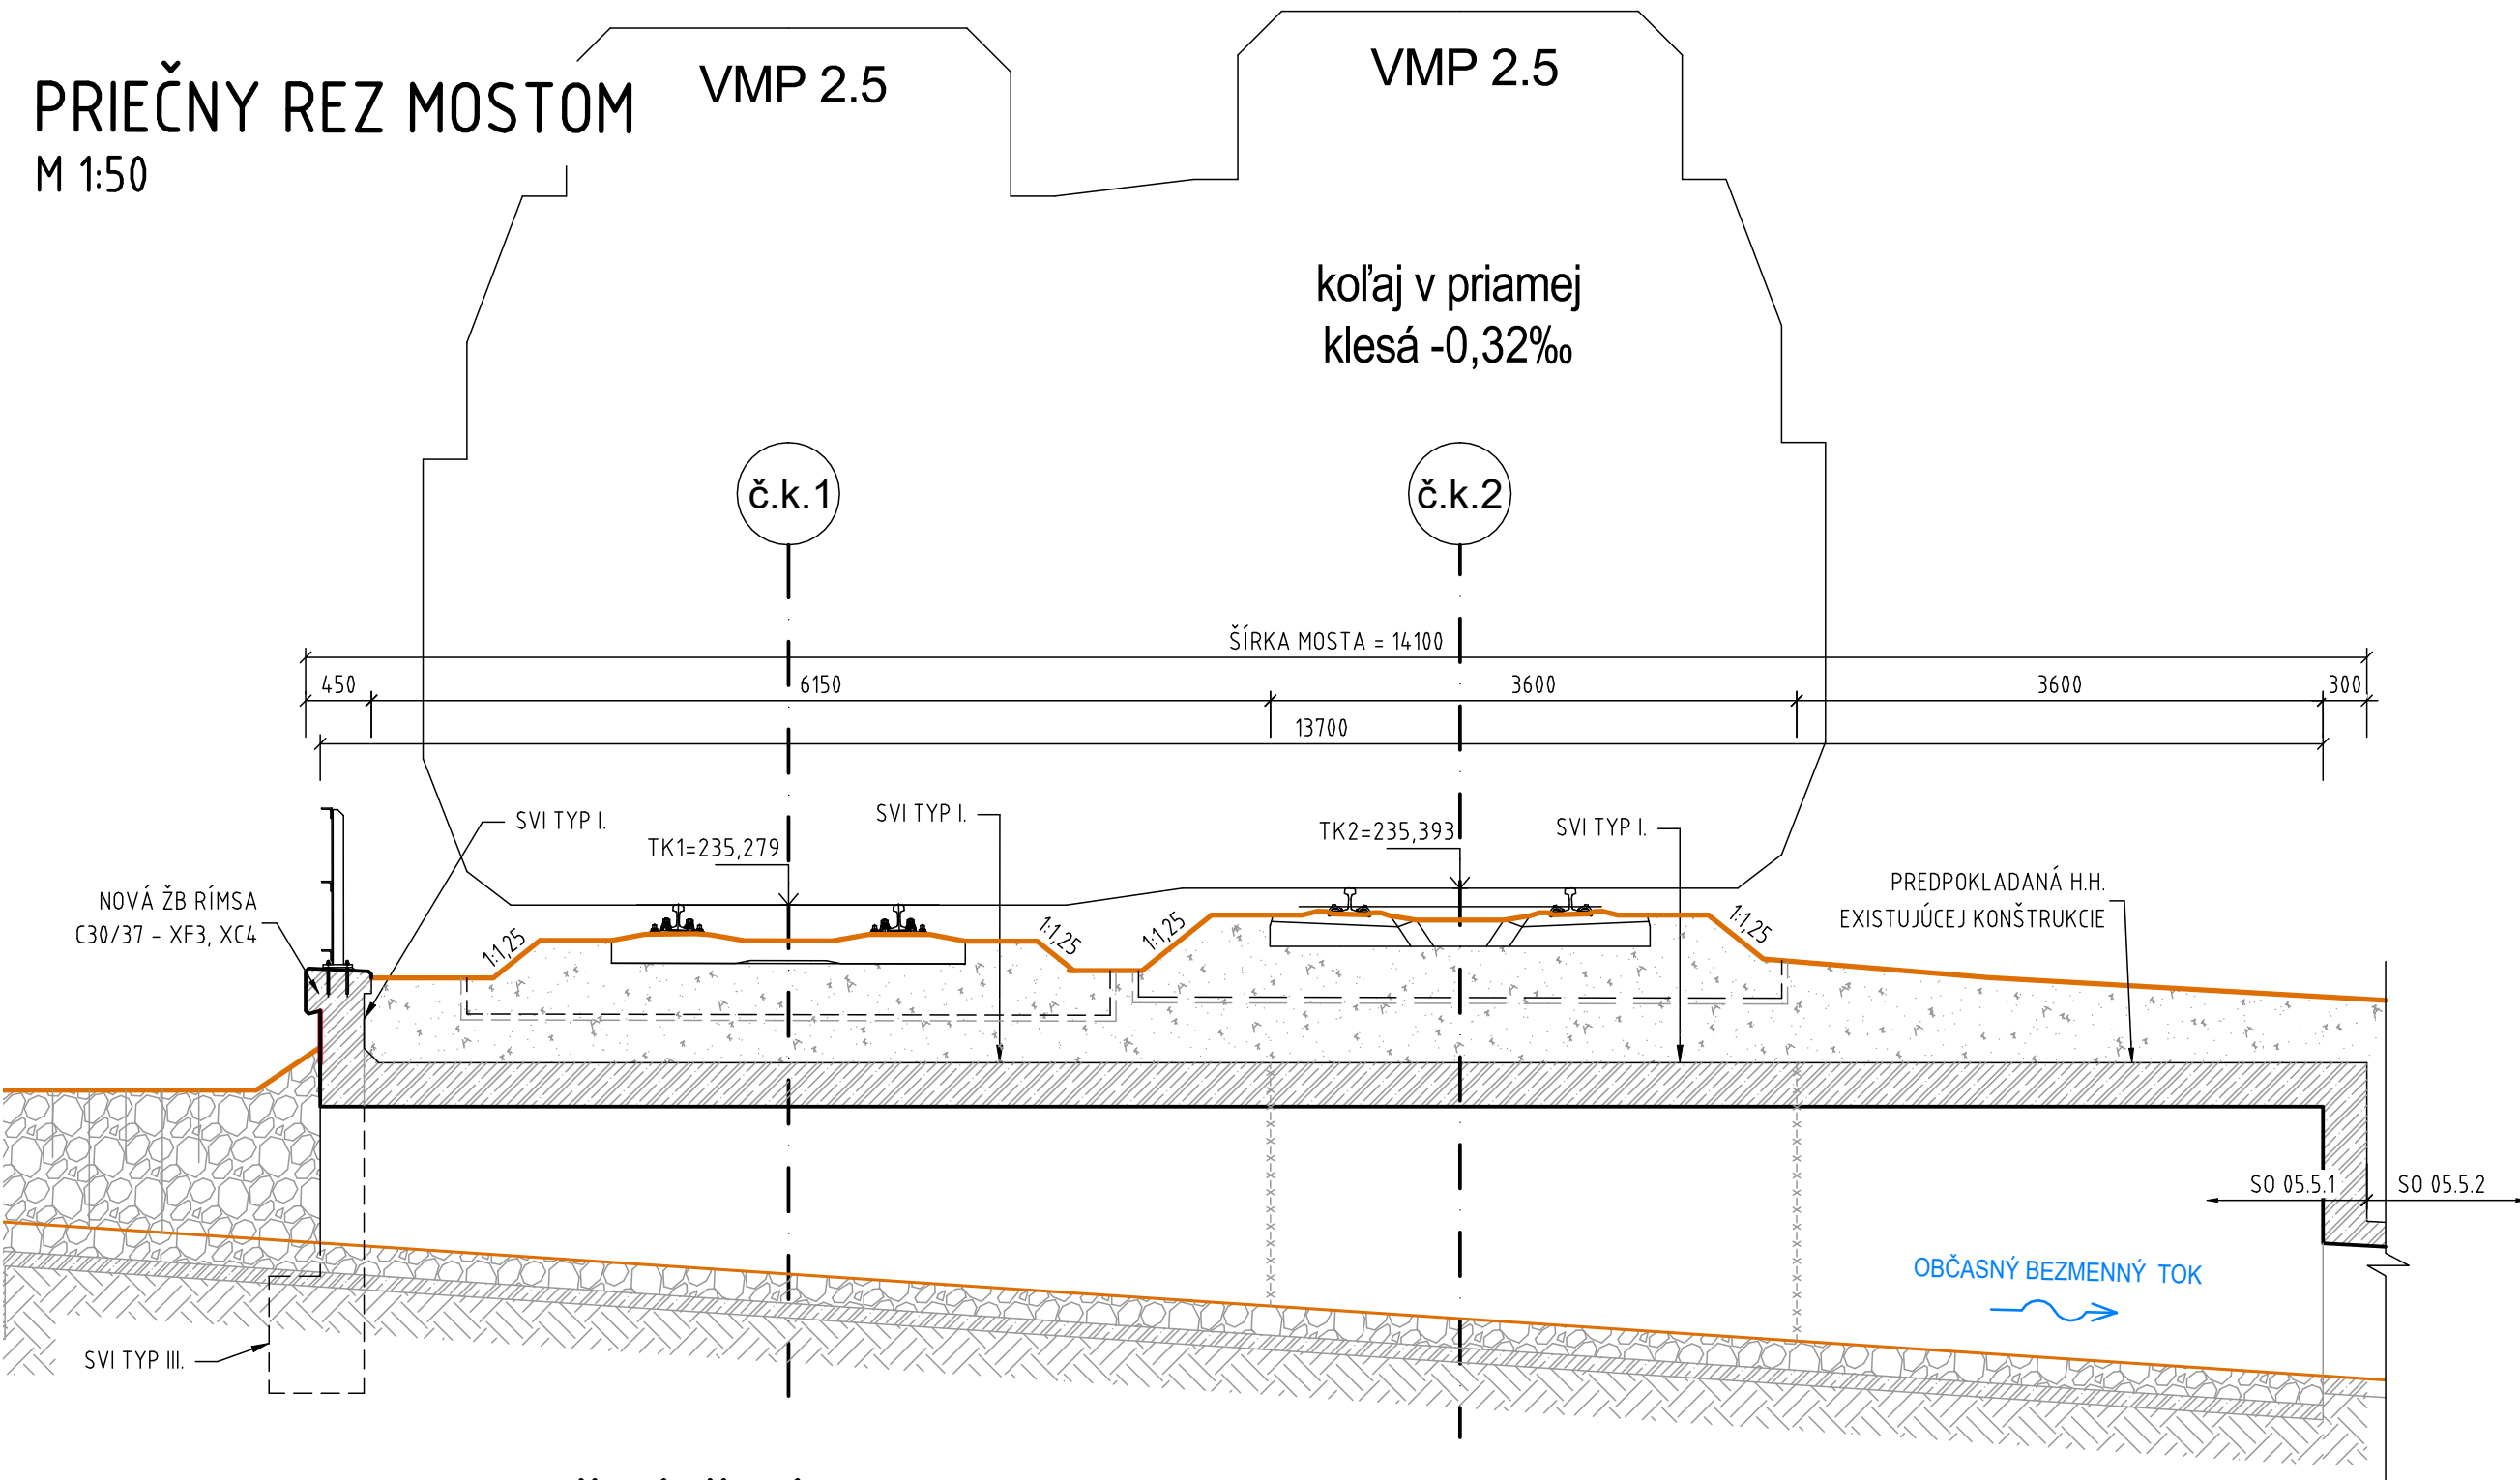 PRIEČNY REZ MOSTOM
M 1:50
VMP 2.5
VMP 2.5
koľaj v priamej
klesá -0,32‰
č.k.1
č.k.2
ŠÍRKA MOSTA = 14100
450
6150
3600
3600
300
13700
SVI TYP I.
SVI TYP I.
SVI TYP I.
TK1=235,279
TK2=235,393
NOVÁ ŽB RÍMSA
C30/37 - XF3, XC4
PREDPOKLADANÁ H.H.
EXISTUJÚCEJ KONŠTRUKCIE
1:1,25
1:1,25
1:1,25
1:1,25
SO 05.5.1
SO 05.5.2
OBČASNÝ BEZMENNÝ TOK
SVI TYP III.